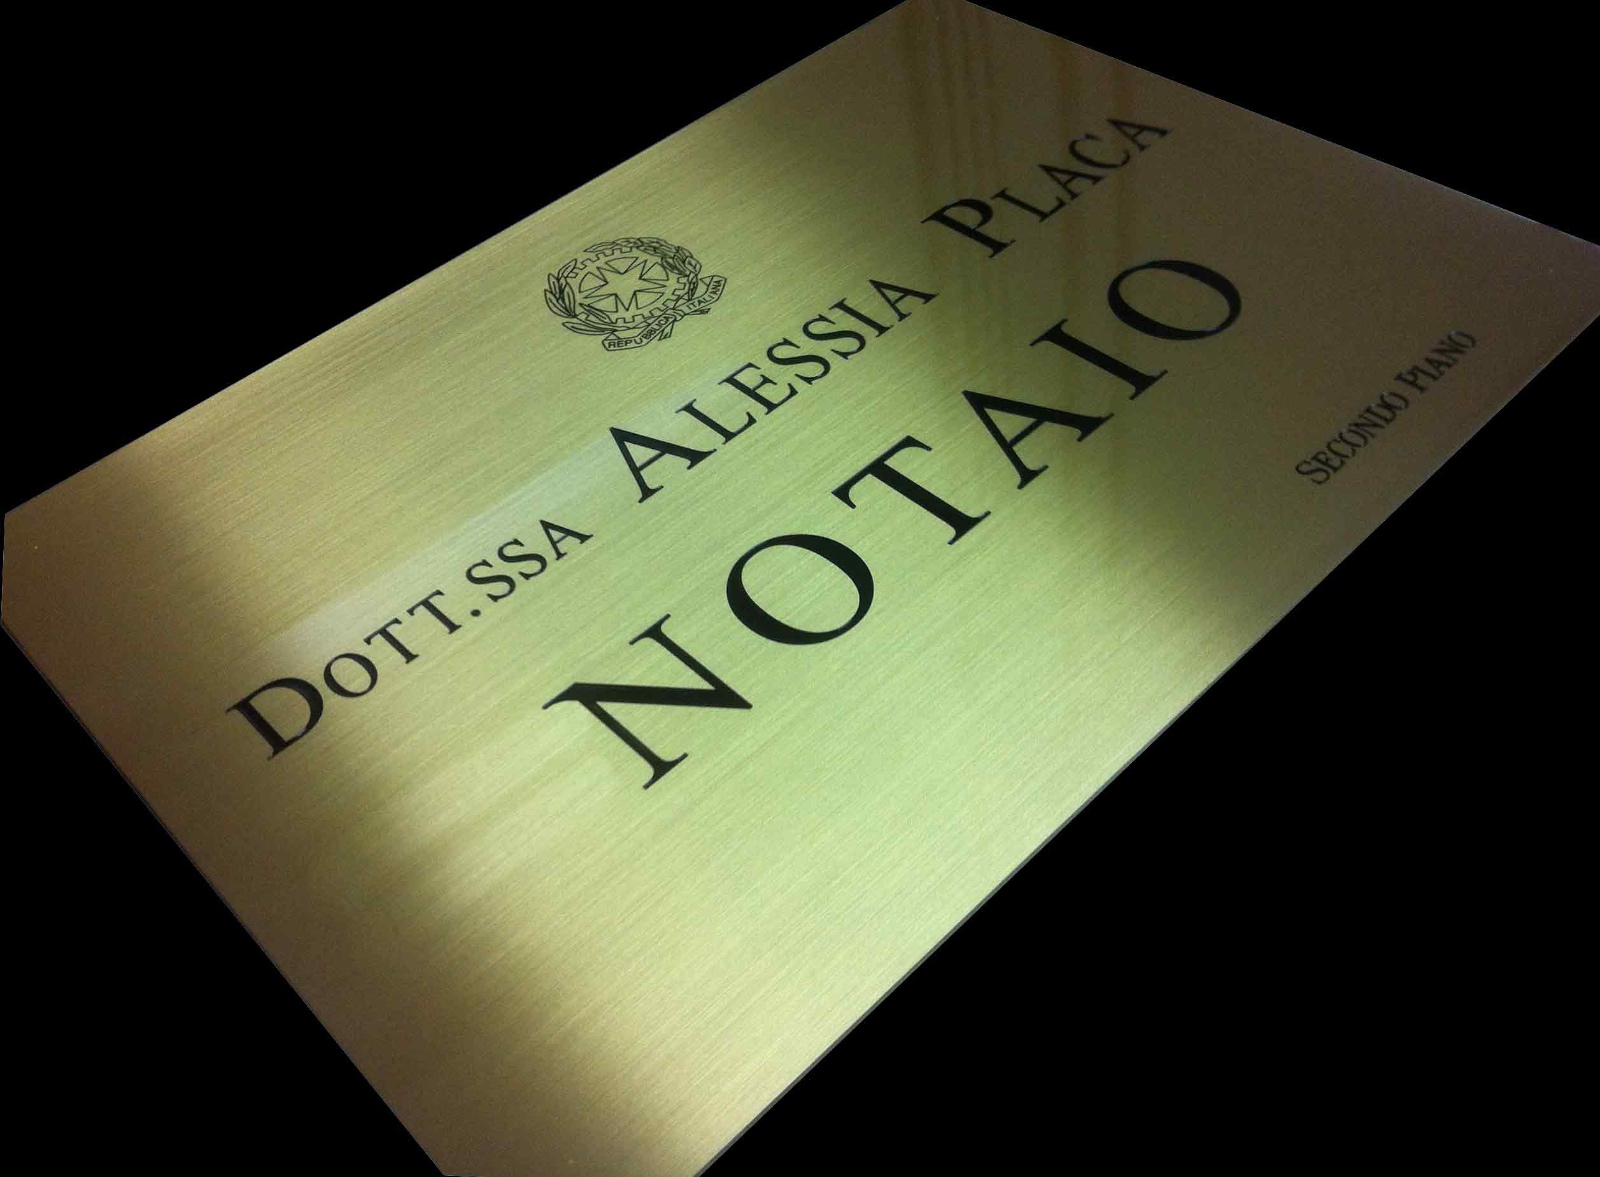 REPUBBLICA ITALIANA
DOTT.SSA ALESSIA PLACA
NOTAIO
SECONDO PIANO